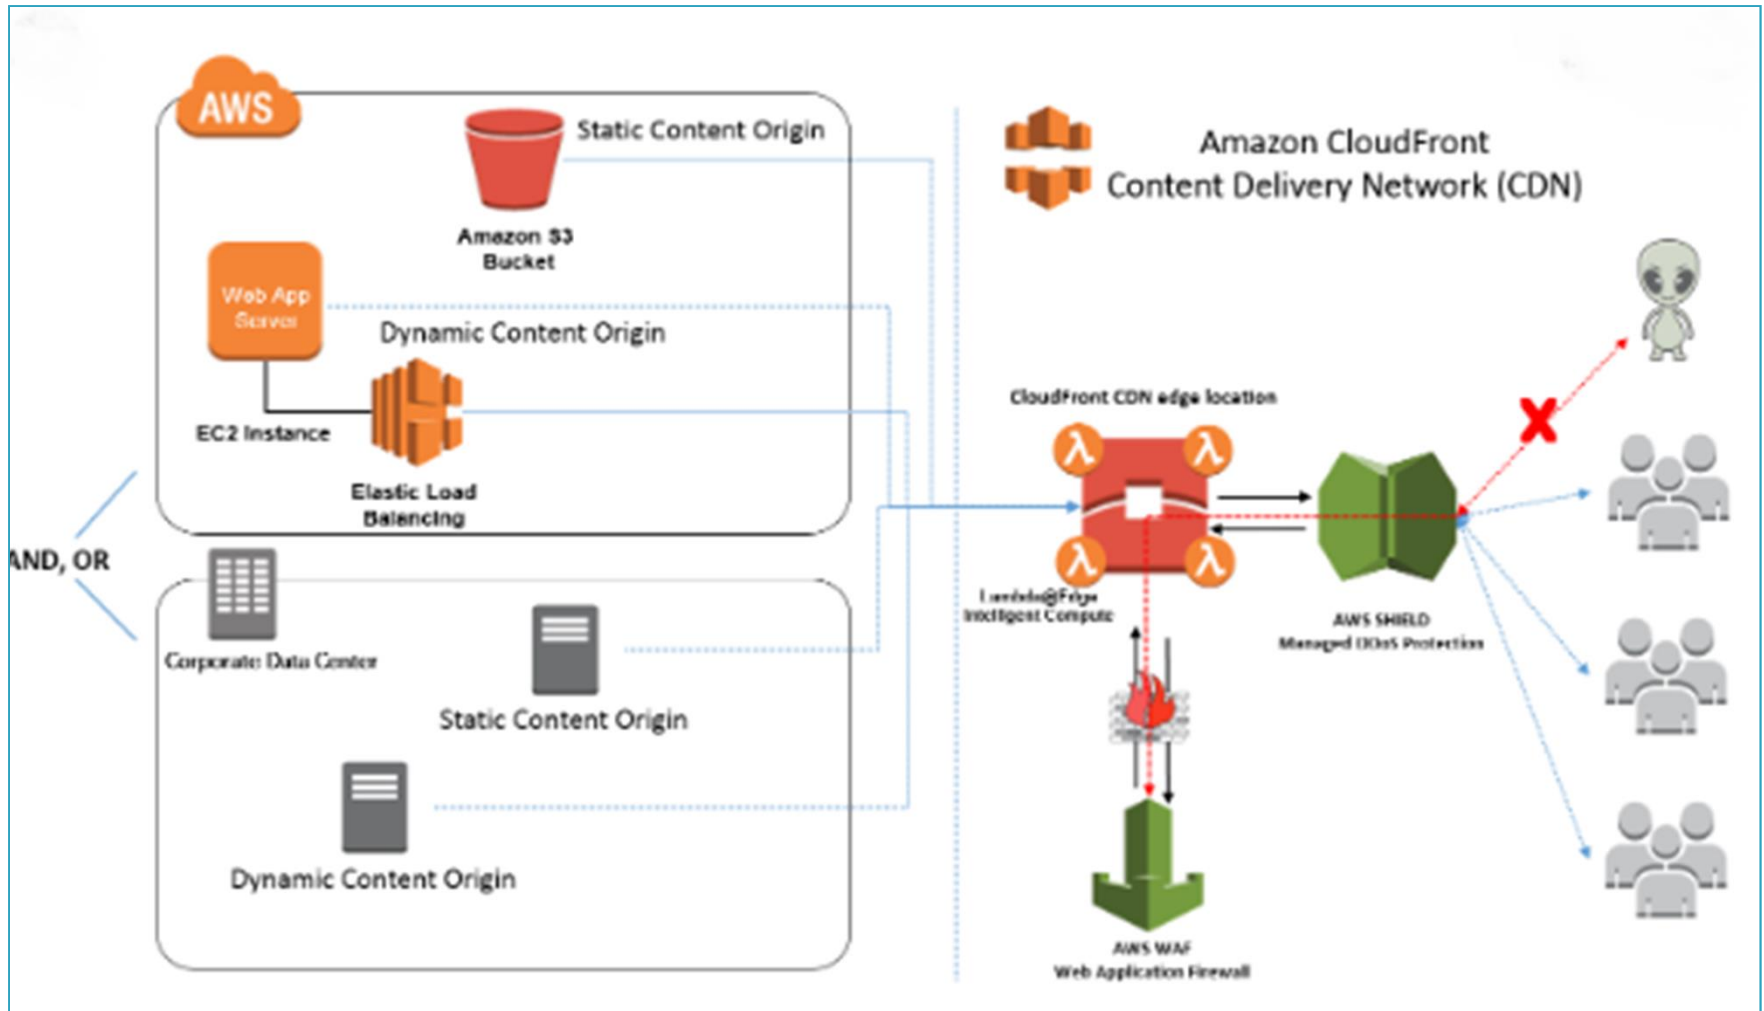 AWS
Static Content Origin
Amazon S3
Bucket
Web App
Server
Dynamic Content Origin
EC2 Instance
Elastic Load
Balancing
AND, OR
Corporate Data Center
Static Content Origin
Dynamic Content Origin
Amazon CloudFront
Content Delivery Network (CDN)
CloudFront CDN edge location
λ λ
λ λ
Lambda@Edge
Intelligent Compute
AWS SHIELD
Managed DDoS Protection
AWS WAF
Web Application Firewall